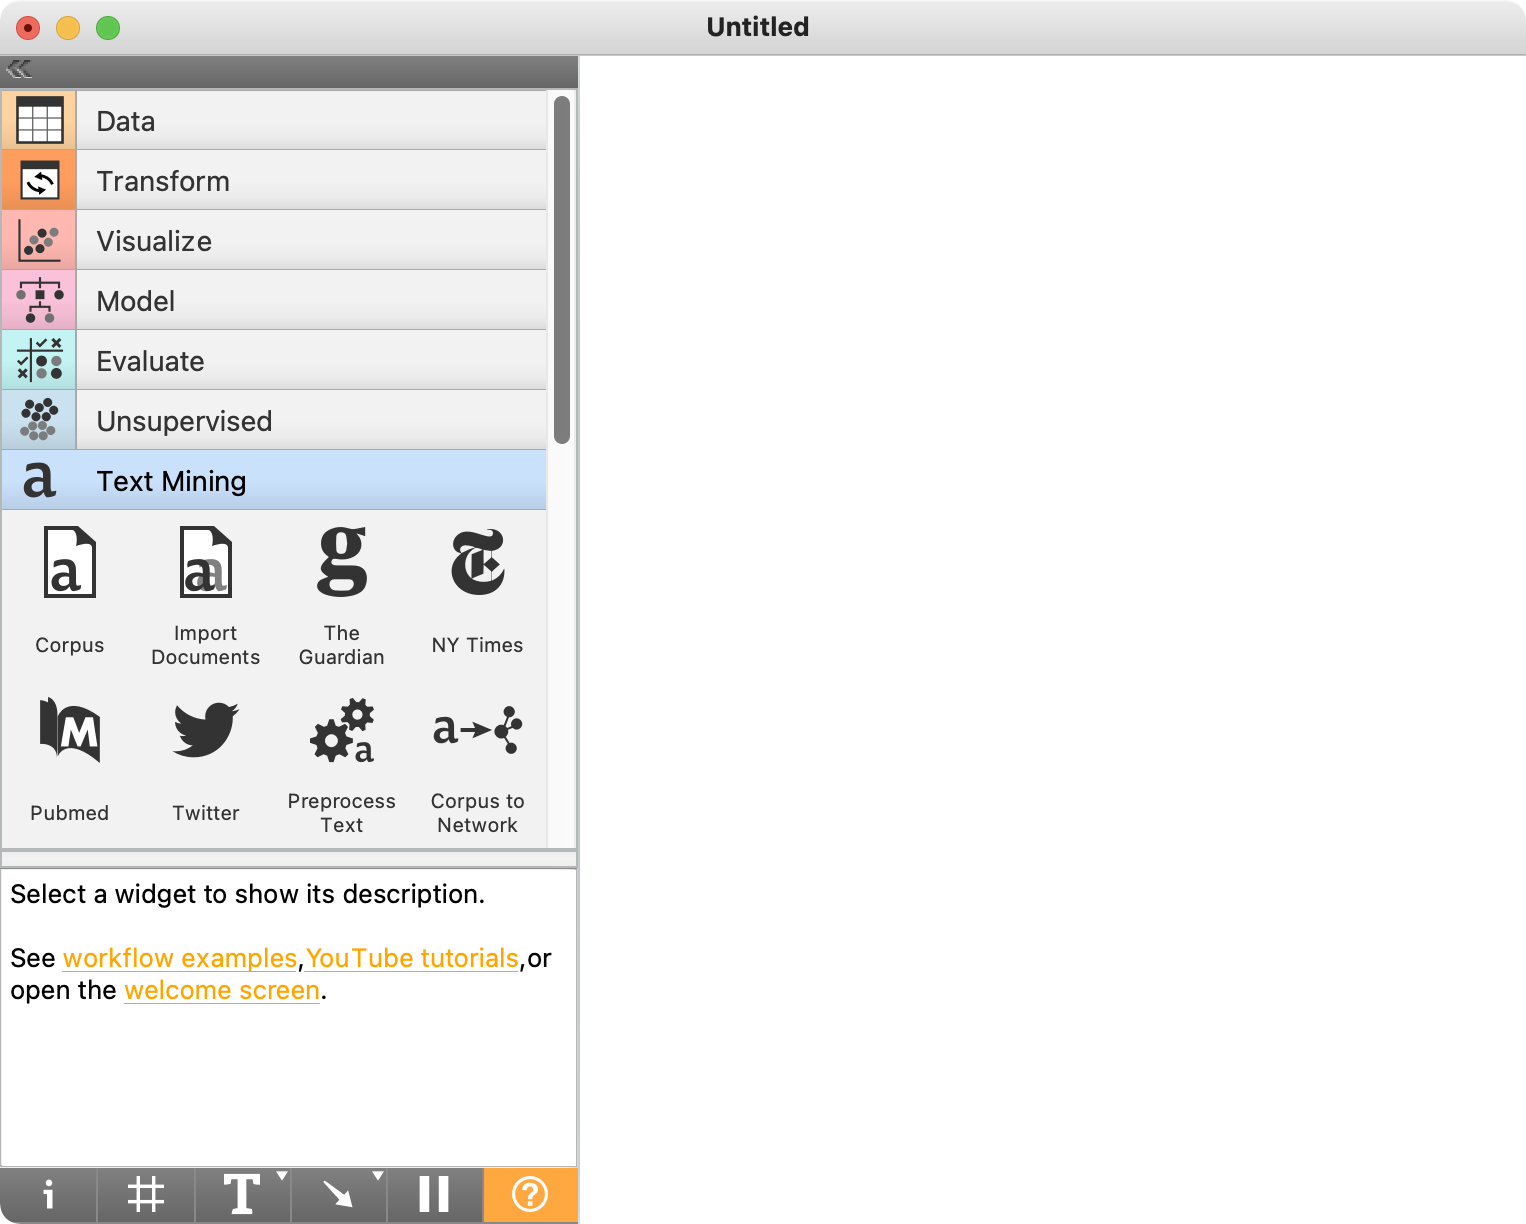 Untitled
Data
Transform
Visualize
Model
Evaluate
Unsupervised
a Text Mining
Corpus
Import
Documents
The
Guardian
NY Times
Pubmed
Twitter
Preprocess
Text
Corpus to
Network
Select a widget to show its description.
See workflow examples,YouTube tutorials,or
open the welcome screen.